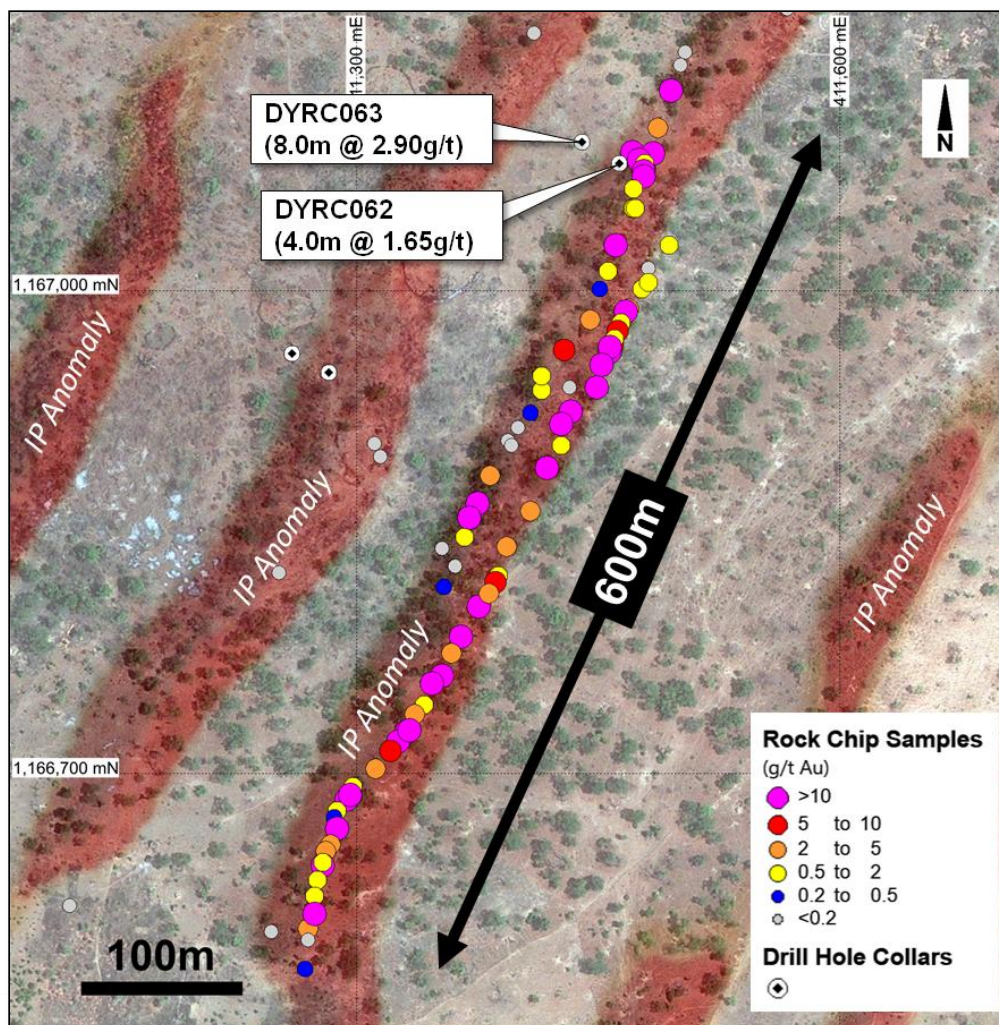 11,300 mE
411,600 mE
DYRC063
(8.0m @ 2.90g/t)
N
DYRC062
(4.0m @ 1.65g/t)
1,167,000 mN
IP Anomaly
IP Anomaly
IP Anomaly
IP Anomaly
600m
1,166,700 mN
100m
Rock Chip Samples
(g/t Au)
>10
5 to 10
2 to 5
0.5 to 2
0.2 to 0.5
<0.2
Drill Hole Collars